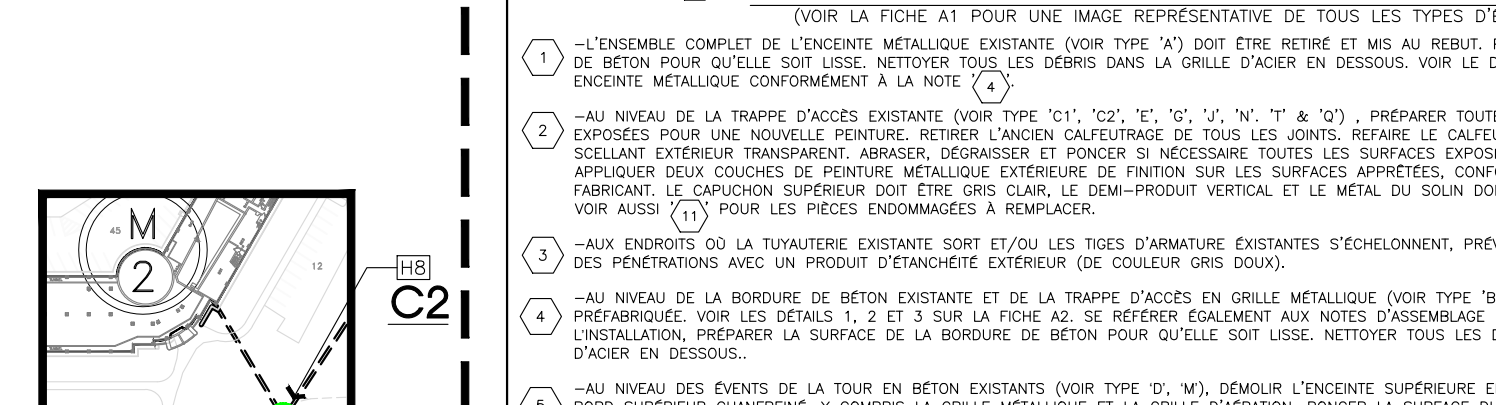 (VOIR LA FICHE A1 POUR UNE IMAGE REPRÉSENTATIVE DE TOUS LES TYPES
1 -L'ENSEMBLE COMPLET DE L'ENCEINTE MÉTALLIQUE EXISTANTE (VOIR TYPE 'A') DOIT ÊTRE RETIRÉ ET MIS AU REBUT.
DE BÉTON POUR QU'ELLE SOIT LISSE. NETTOYER TOUS LES DÉBRIS DANS LA GRILLE D'ACIER EN DESSOUS. VOIR LE
ENCEINTE MÉTALLIQUE CONFORMÉMENT À LA NOTE '4'.
2 -AU NIVEAU DE LA TRAPPE D'ACCÈS EXISTANTE (VOIR TYPE 'C1', 'C2', 'E', 'G', 'J', 'N'. 'T' & 'Q') , PRÉPARER
EXPOSÉES POUR UNE NOUVELLE PEINTURE. RETIRER L'ANCIEN CALFEUTRAGE DE TOUS LES JOINTS. REFAIRE LE
SCELLANT EXTÉRIEUR TRANSPARENT. ABRASER, DÉGRAISSER ET PONCER SI NÉCESSAIRE TOUTES LES SURFACES
APPLIQUER DEUX COUCHES DE PEINTURE MÉTALLIQUE EXTÉRIEURE DE FINITION SUR LES SURFACES APPRÊTÉES,
FABRICANT. LE CAPUCHON SUPÉRIEUR DOIT ÊTRE GRIS CLAIR, LE DEMI-PRODUIT VERTICAL ET LE MÉTAL DU SOLIN
VOIR AUSSI '11' POUR LES PIÈCES ENDOMMAGÉES À REMPLACER.
3 -AUX ENDROITS OÙ LA TUYAUTERIE EXISTANTE SORT ET/OU LES TIGES D'ARMATURE ÉXISTANTES S'ÉCHELONNENT,
DES PÉNÉTRATIONS AVEC UN PRODUIT D'ÉTANCHÉITÉ EXTÉRIEUR (DE COULEUR GRIS DOUX).
4 -AU NIVEAU DE LA BORDURE DE BÉTON EXISTANTE ET DE LA TRAPPE D'ACCÈS EN GRILLE MÉTALLIQUE (VOIR TYPE 'B
PRÉFABRIQUÉE. VOIR LES DÉTAILS 1, 2 ET 3 SUR LA FICHE A2. SE RÉFÉRER ÉGALEMENT AUX NOTES D'ASSEMBLAGE
L'INSTALLATION, PRÉPARER LA SURFACE DE LA BORDURE DE BÉTON POUR QU'ELLE SOIT LISSE. NETTOYER TOUS LES
D'ACIER EN DESSOUS..
5 -AU NIVEAU DES ÉVENTS DE LA TOUR EN BÉTON EXISTANTS (VOIR TYPE 'D', 'M'), DÉMOLIR L'ENCEINTE SUPÉRIEURE
M
45
2
12
H8
C2